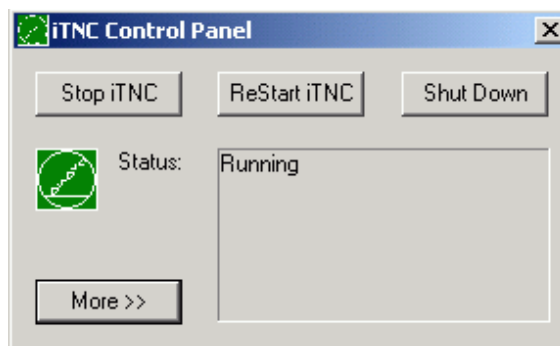 iTNC Control Panel
Stop iTNC ReStart iTNC Shut Down
Status: Running
More >>